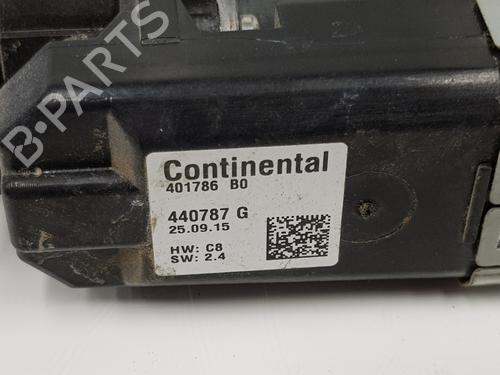 B-PARTS
Continental
401786 B0
440787 G
25.09.15
HW: C8
SW: 2.4